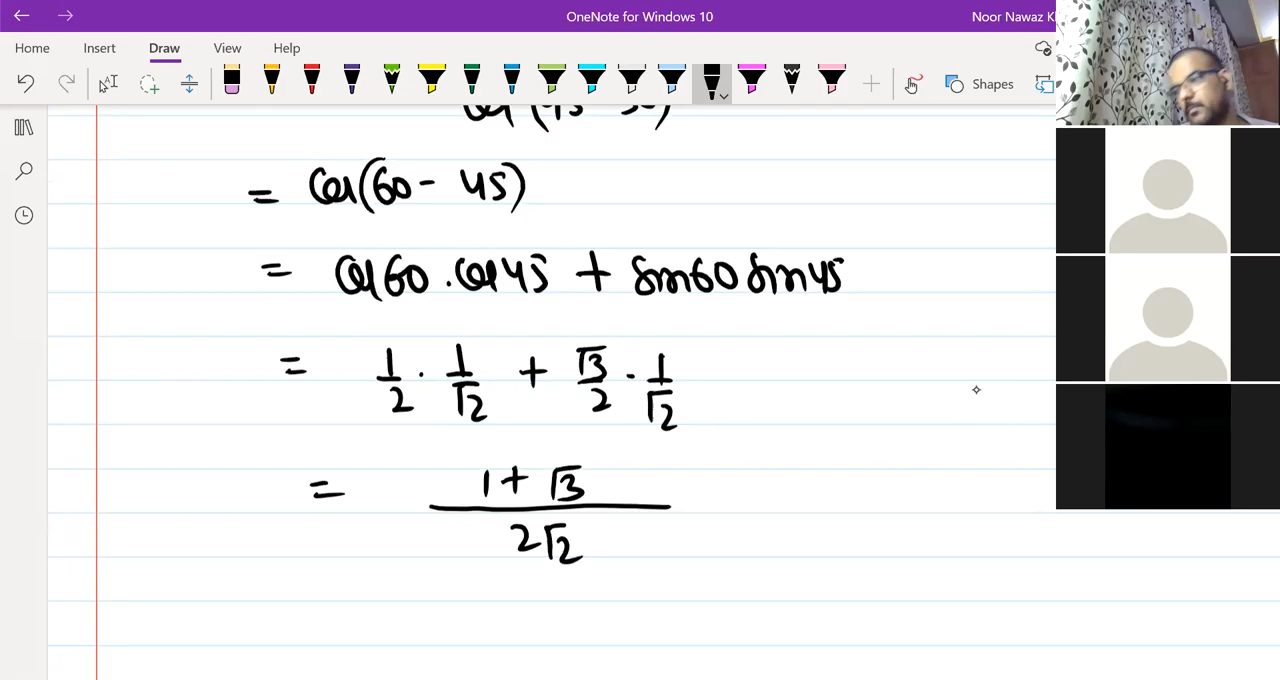 OneNote for Windows 10
Noor Nawaz K
Home Insert Draw View Help
Shapes
= cos(60 - 45)
= cos60 . cos45 + sin60 sin45
= 1/2 . 1/√2 + √3/2 . 1/√2
= 1 + √3
2√2